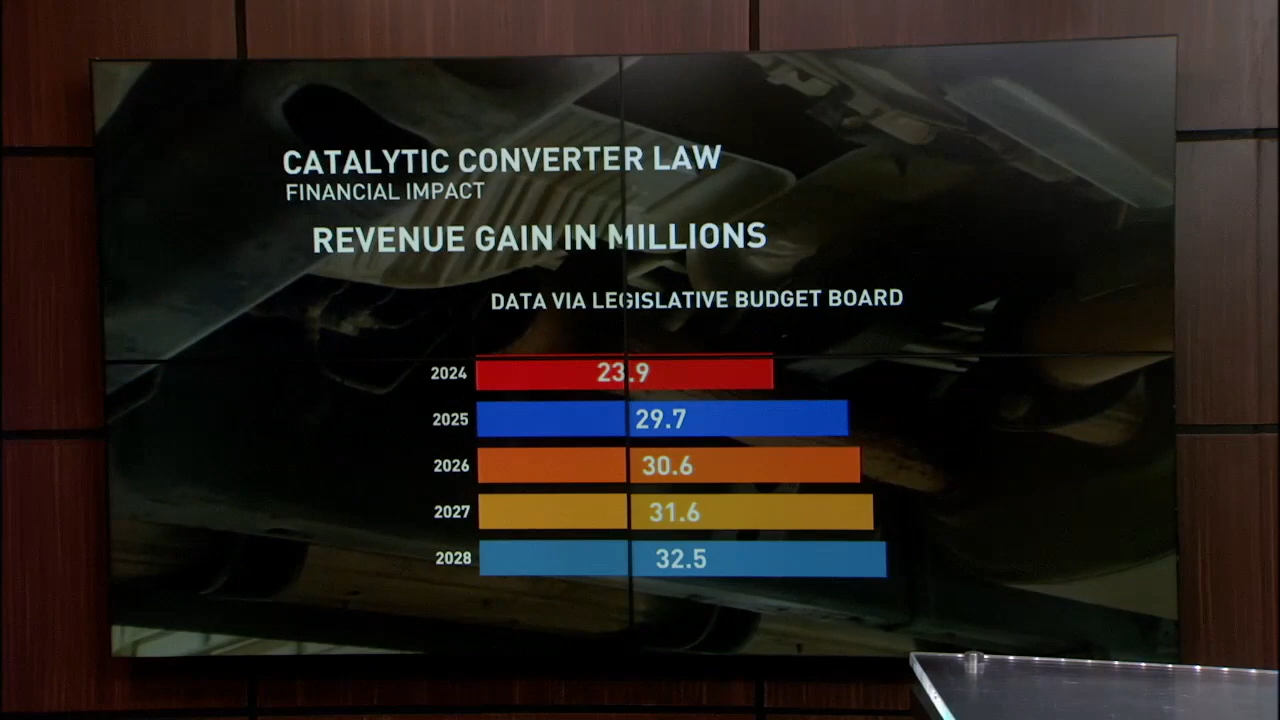 CATALYTIC CONVERTER LAW
FINANCIAL IMPACT
REVENUE GAIN IN MILLIONS
DATA VIA LEGISLATIVE BUDGET BOARD
2024 23.9
2025 29.7
2026 30.6
2027 31.6
2028 32.5